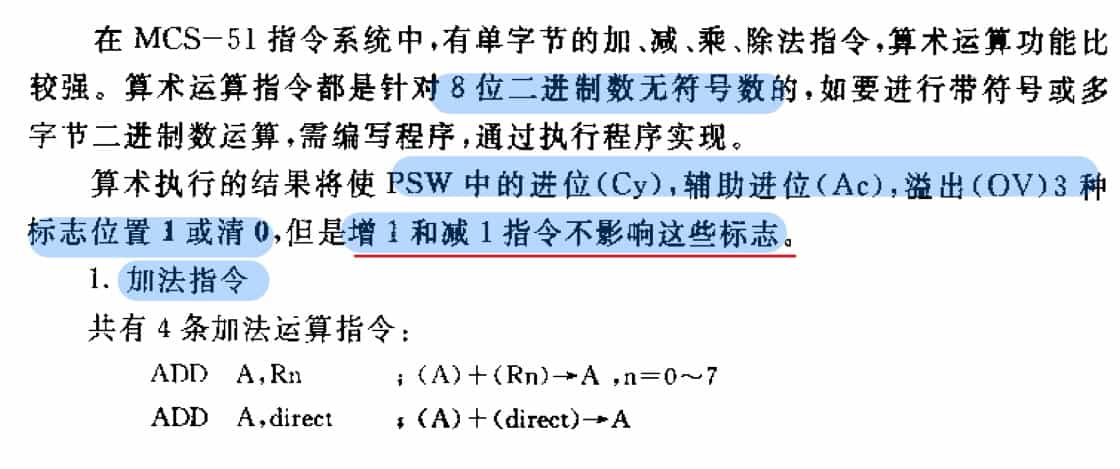 在 MCS-51 指令系统中,有单字节的加、减、乘、除法指令,算术运算功能比
较强。算术运算指令都是针对 8 位二进制数无符号数的,如要进行带符号或多
字节二进制数运算,需编写程序,通过执行程序实现。
算术执行的结果将使 PSW 中的进位(Cy),辅助进位(Ac),溢出(OV)3 种
标志位置 1 或清 0,但是增 1 和减 1 指令不影响这些标志。
1. 加法指令
共有 4 条加法运算指令:
ADD A,Rn ;(A)+(Rn)→A ,n=0~7
ADD A,direct ;(A)+(direct)→A